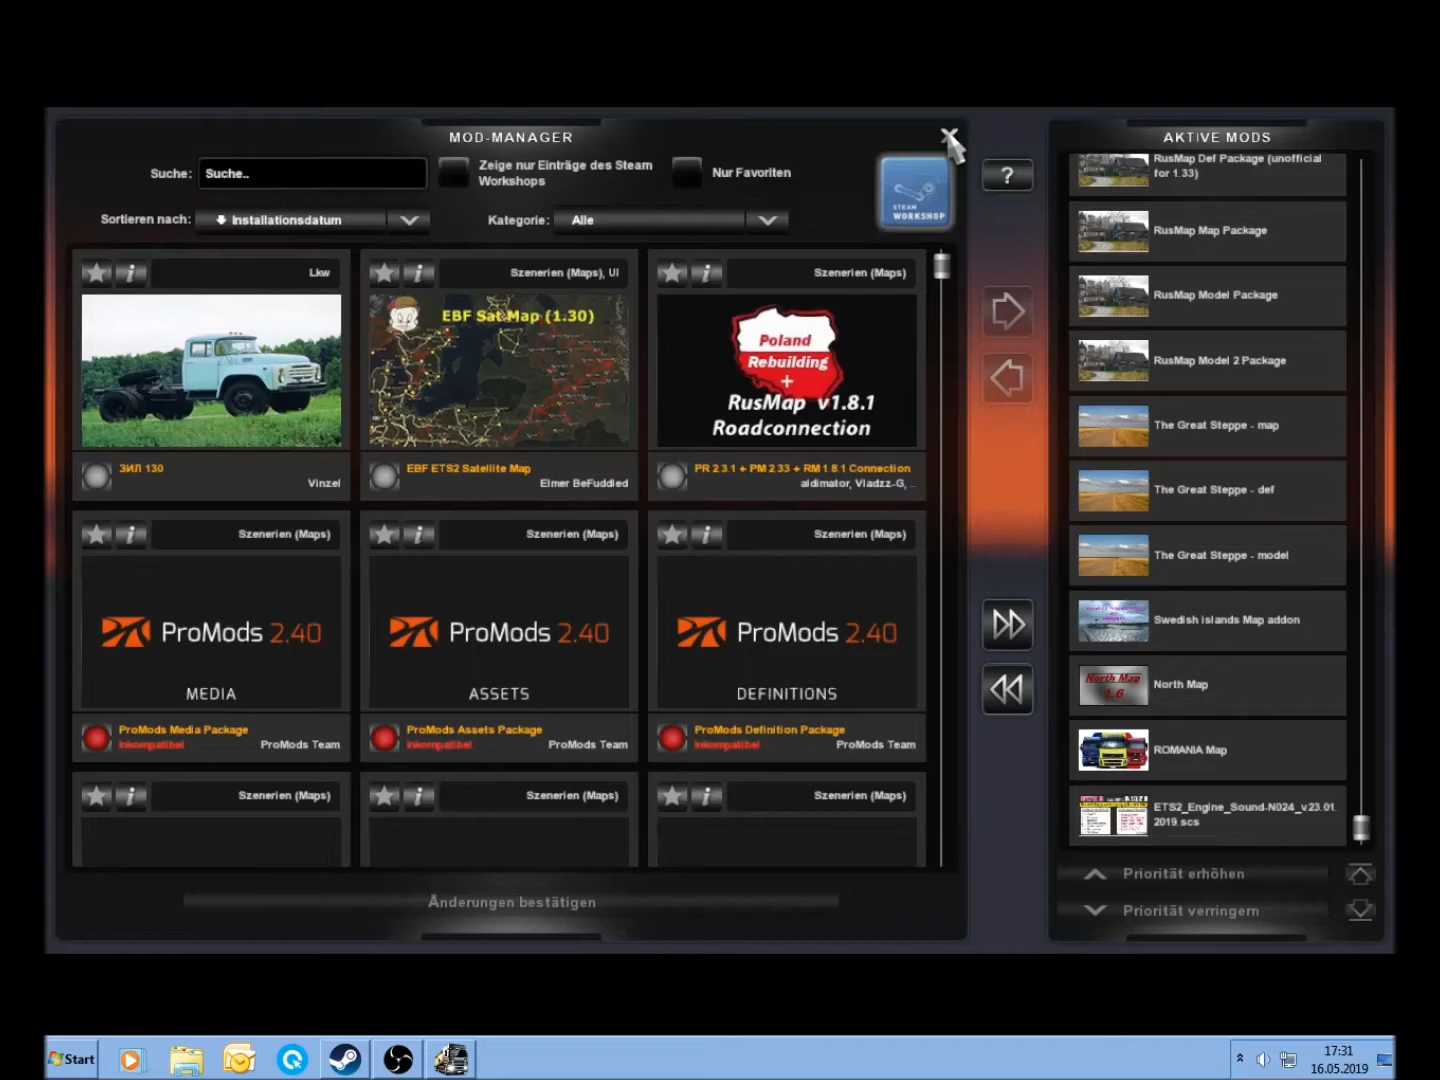 MOD-MANAGER
Suche:
Suche..
Zeige nur Einträge des Steam
Workshops
Nur Favoriten
STEAM
WORKSHOP
?
Sortieren nach:
Installationsdatum
Kategorie:
Alle
Lkw
Szenerien (Maps), UI
Szenerien (Maps)
EBF Sat Map (1.30)
Poland
Rebuilding
+
RusMap v1.8.1
Roadconnection
ЗИЛ 130
Vinzel
EBF ETS2 Satellite Map
Elmer BeFuddled
PR 2.3.1 + PM 2.33 + RM 1.8.1 Connection
aldimator, Vladzz-G, ..
Szenerien (Maps)
Szenerien (Maps)
Szenerien (Maps)
ProMods 2.40
MEDIA
ProMods 2.40
ASSETS
ProMods 2.40
DEFINITIONS
ProMods Media Package
Inkompatibel
ProMods Team
ProMods Assets Package
Inkompatibel
ProMods Team
ProMods Definition Package
Inkompatibel
ProMods Team
Szenerien (Maps)
Szenerien (Maps)
Szenerien (Maps)
Änderungen bestätigen
AKTIVE MODS
RusMap Def Package (unofficial
for 1.33)
RusMap Map Package
RusMap Model Package
RusMap Model 2 Package
The Great Steppe - map
The Great Steppe - def
The Great Steppe - model
Swedish islands Map addon
North Map
1.6
North Map
ROMANIA Map
ETS2_Engine_Sound-N024_v23.01.
2019.scs
Priorität erhöhen
Priorität verringern
Start
17:31
16.05.2019